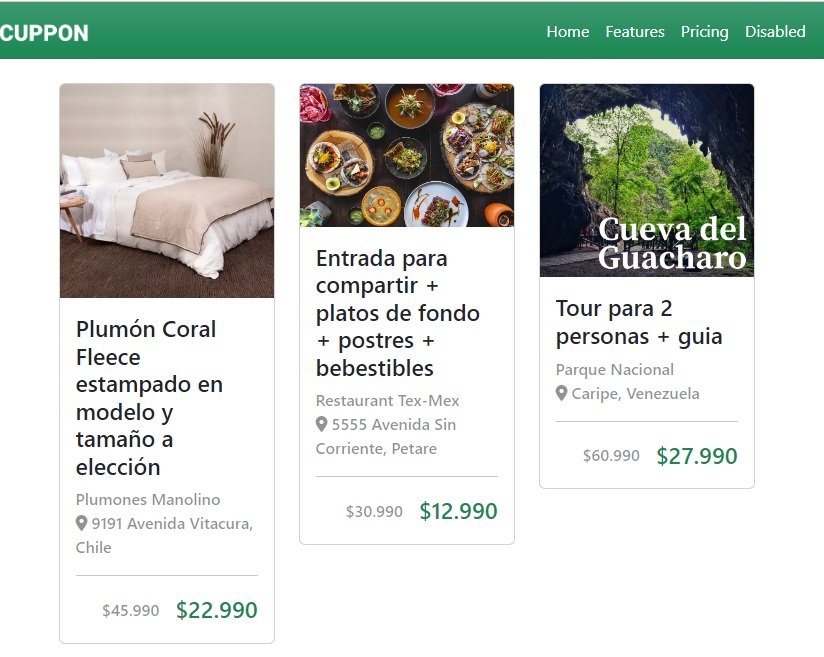 CUPPON
Home Features Pricing Disabled
Plumón Coral
Fleece
estampado en
modelo y
tamaño a
elección
Plumones Manolino
9191 Avenida Vitacura,
Chile
$45.990 $22.990
Entrada para
compartir +
platos de fondo
+ postres +
bebestibles
Restaurant Tex-Mex
5555 Avenida Sin
Corriente, Petare
$30.990 $12.990
Cueva del
Guacharo
Tour para 2
personas + guia
Parque Nacional
Caripe, Venezuela
$60.990 $27.990